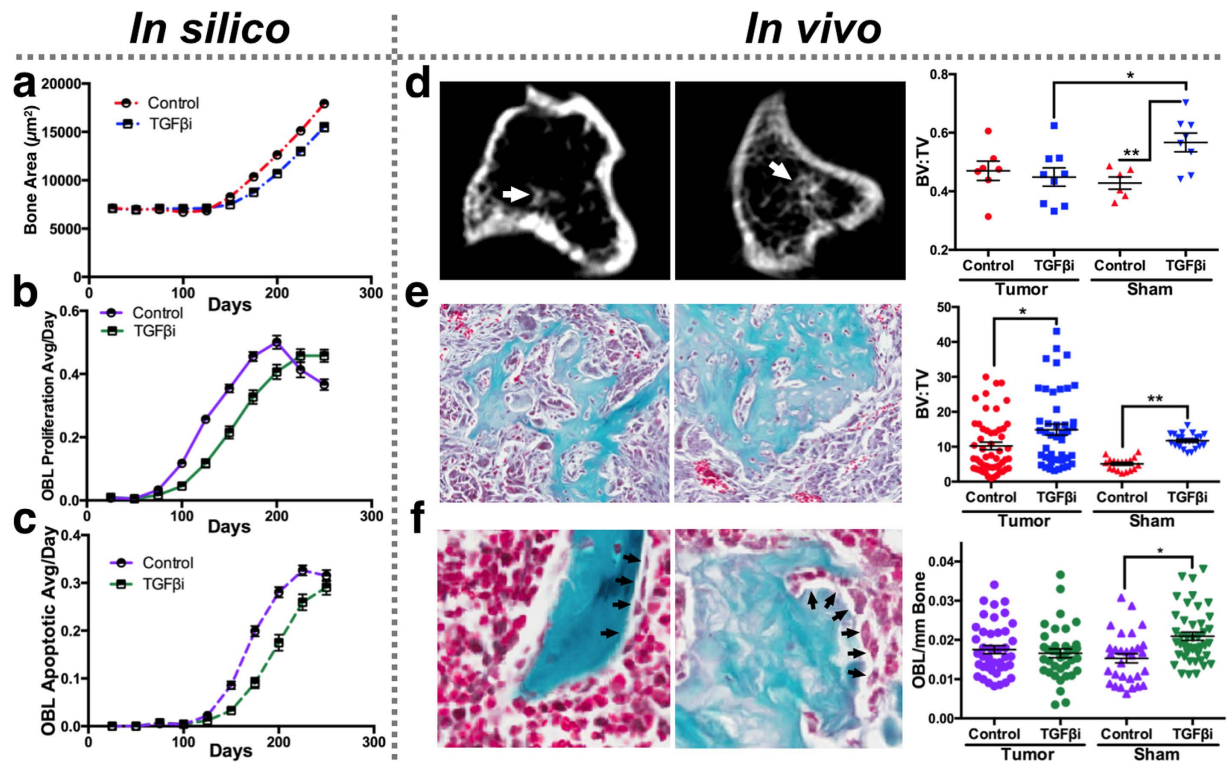 In silico
In vivo
a
20000
15000
10000
5000
0
Bone Area (µm²)
Control
TGFβi
0
100
200
300
Days
b
0.6
0.4
0.2
0.0
OBL Proliferation Avg/Day
Control
TGFβi
0
100
200
300
Days
c
0.4
0.3
0.2
0.1
0.0
OBL Apoptotic Avg/Day
Control
TGFβi
0
100
200
300
Days
d
0.8
0.6
0.4
0.2
BV:TV
*
**
Control TGFβi Control TGFβi
Tumor Sham
e
50
40
30
20
10
0
BV:TV
*
**
Control TGFβi Control TGFβi
Tumor Sham
f
0.04
0.03
0.02
0.01
0.00
OBL/mm Bone
*
Control TGFβi Control TGFβi
Tumor Sham